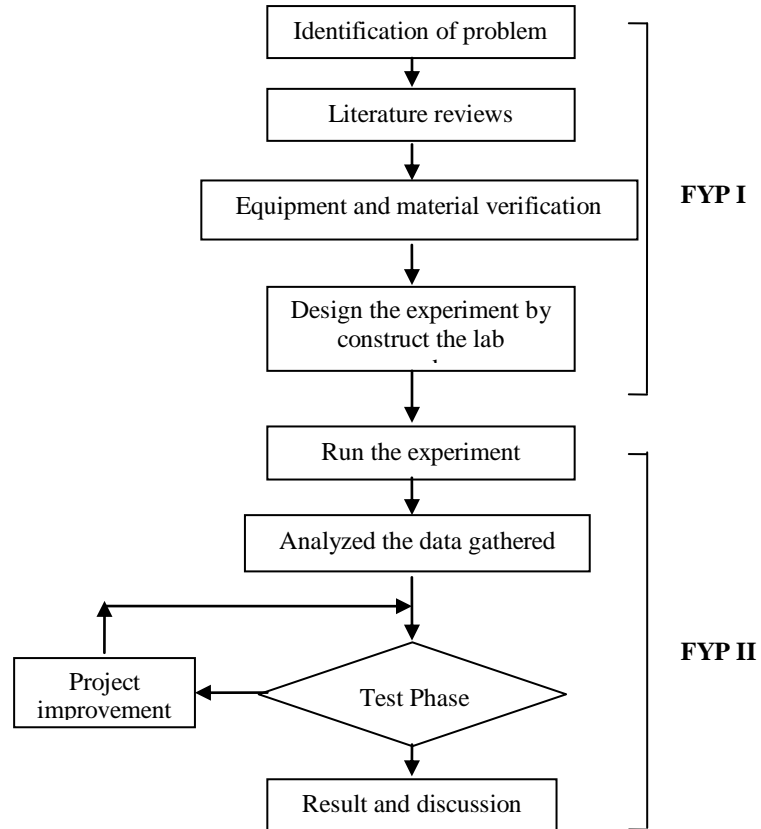 Identification of problem
Literature reviews
Equipment and material verification
FYP I
Design the experiment by
construct the lab
Run the experiment
Analyzed the data gathered
Project
improvement
Test Phase
FYP II
Result and discussion